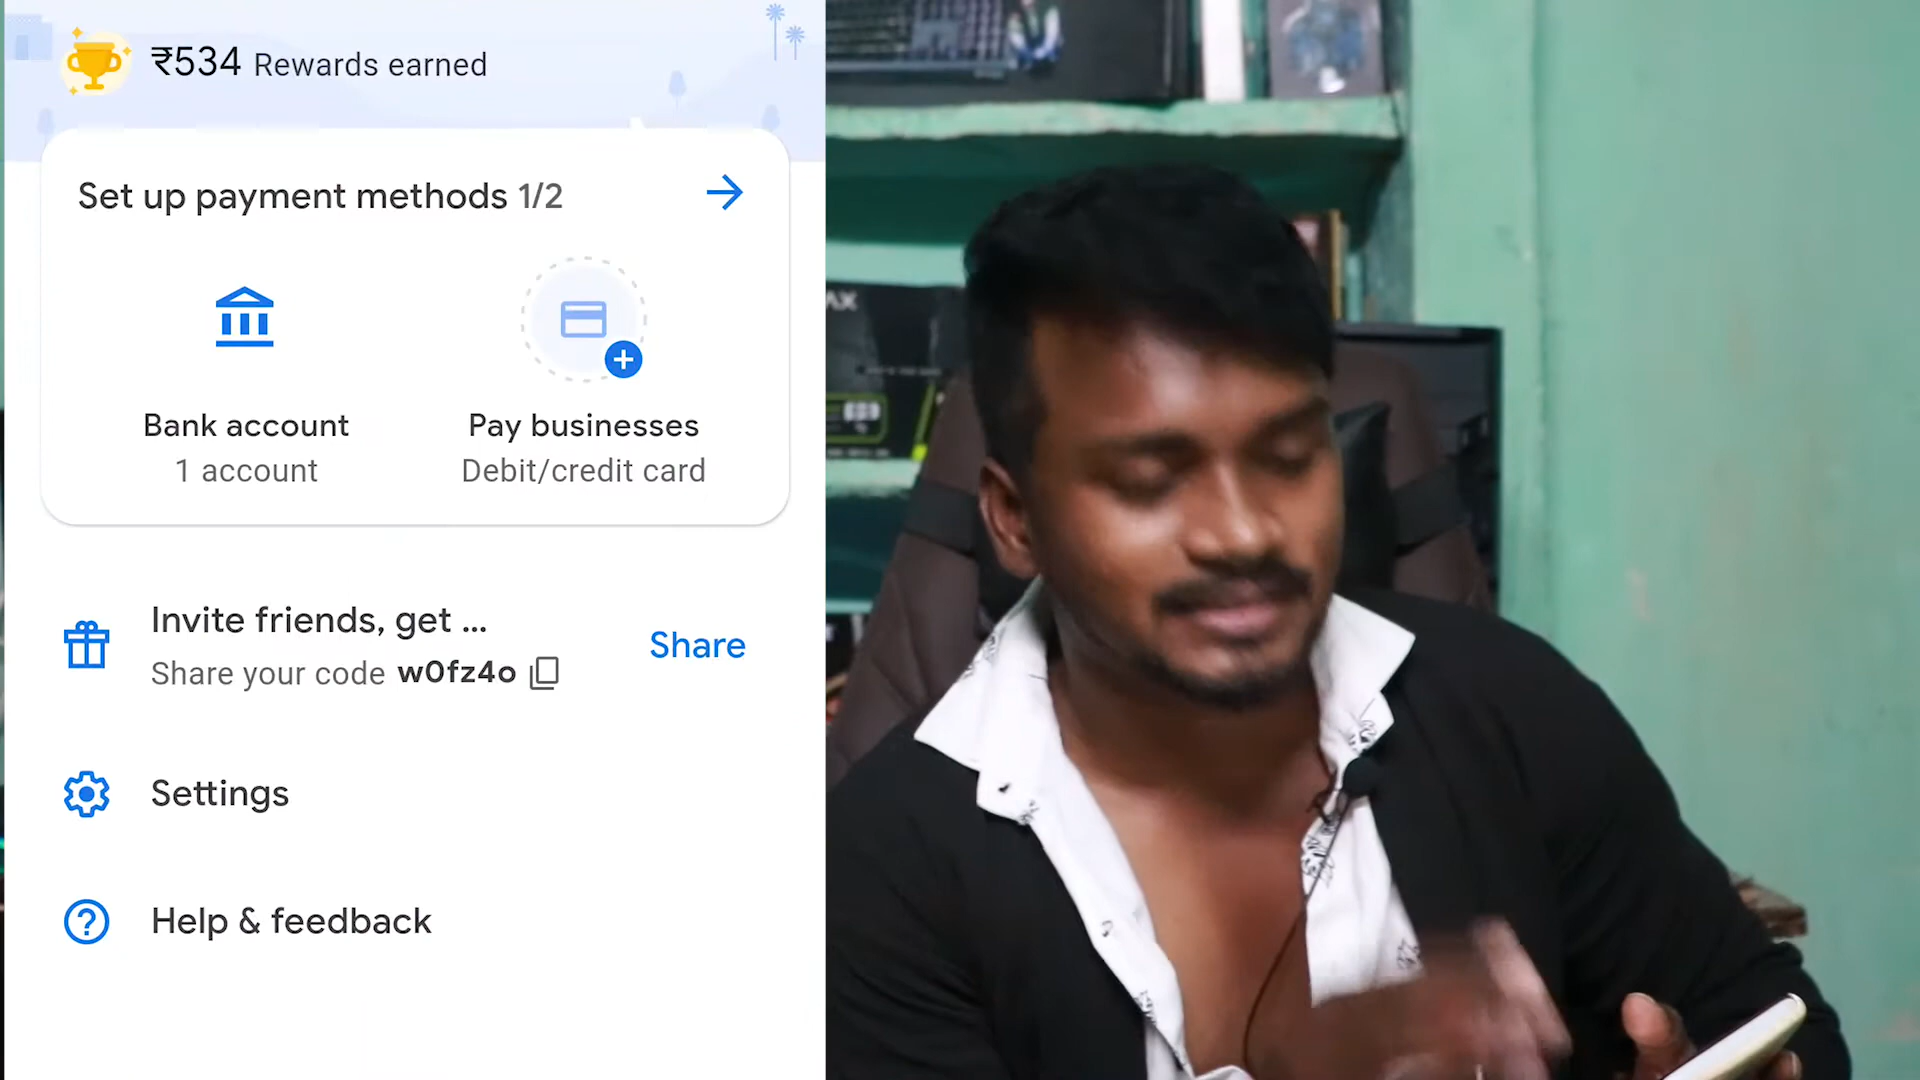 ₹534 Rewards earned
Set up payment methods 1/2
Bank account
1 account
Pay businesses
Debit/credit card
Invite friends, get ...
Share your code w0fz4o
Share
Settings
Help & feedback